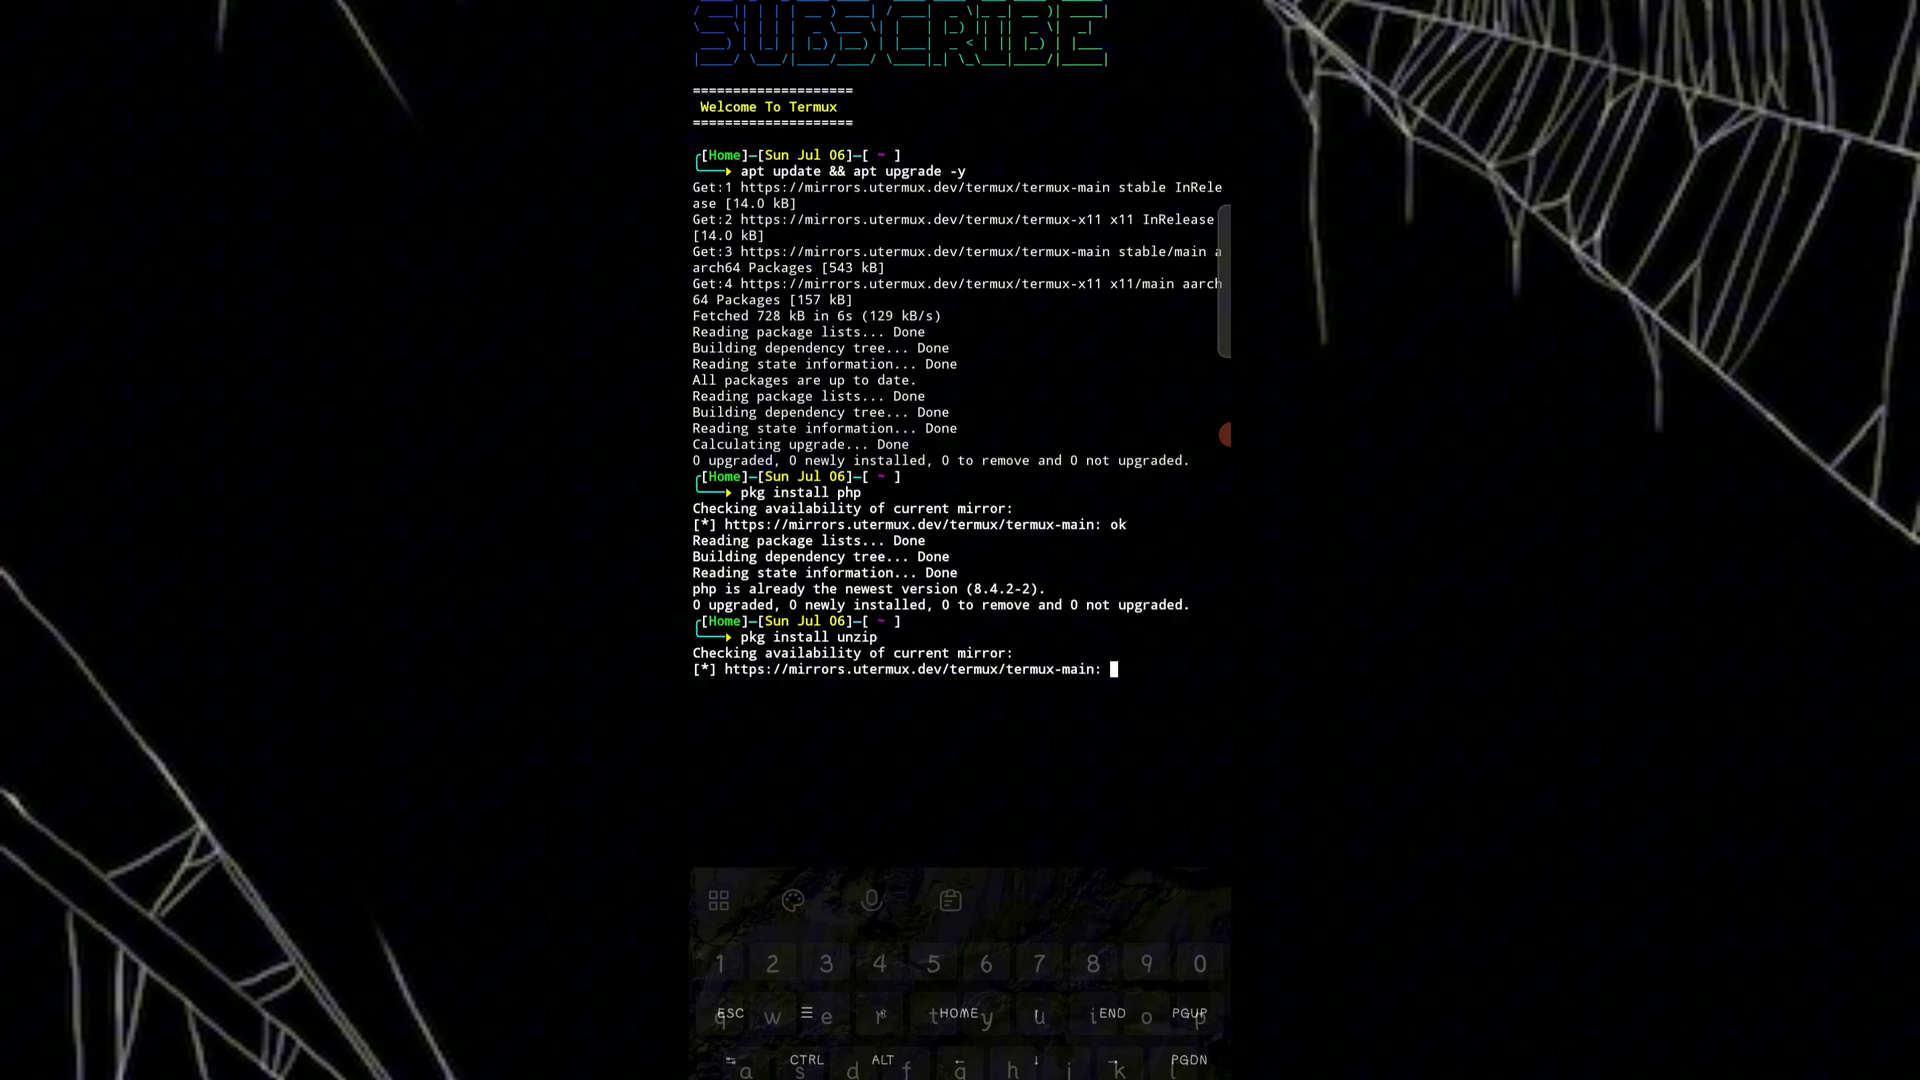 SUBSCRIBE
====================
Welcome To Termux
====================
[Home]—[Sun Jul 06]—[ ~ ]
apt update && apt upgrade -y
Get:1 https://mirrors.utermux.dev/termux/termux-main stable InRele
ase [14.0 kB]
Get:2 https://mirrors.utermux.dev/termux/termux-x11 x11 InRelease
[14.0 kB]
Get:3 https://mirrors.utermux.dev/termux/termux-main stable/main a
arch64 Packages [543 kB]
Get:4 https://mirrors.utermux.dev/termux/termux-x11 x11/main aarch
64 Packages [157 kB]
Fetched 728 kB in 6s (129 kB/s)
Reading package lists... Done
Building dependency tree... Done
Reading state information... Done
All packages are up to date.
Reading package lists... Done
Building dependency tree... Done
Reading state information... Done
Calculating upgrade... Done
0 upgraded, 0 newly installed, 0 to remove and 0 not upgraded.
[Home]—[Sun Jul 06]—[ ~ ]
pkg install php
Checking availability of current mirror:
[*] https://mirrors.utermux.dev/termux/termux-main: ok
Reading package lists... Done
Building dependency tree... Done
Reading state information... Done
php is already the newest version (8.4.2-2).
0 upgraded, 0 newly installed, 0 to remove and 0 not upgraded.
[Home]—[Sun Jul 06]—[ ~ ]
pkg install unzip
Checking availability of current mirror:
[*] https://mirrors.utermux.dev/termux/termux-main:
1 2 3 4 5 6 7 8 9 0
ESC HOME END PGUP
q w e r t y u i o p
CTRL ALT PGDN
a s d f g h j k l